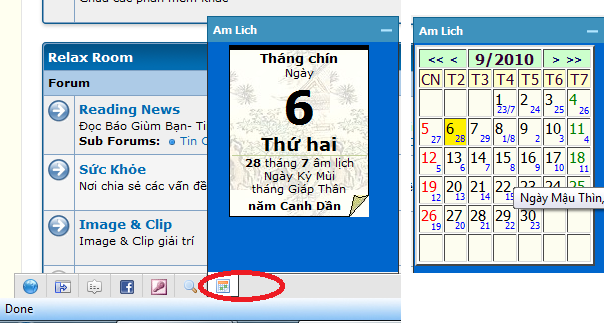 Chứa các phần mềm khác
Relax Room
Forum
Reading News
Đọc Báo Giùm Bạn- Ti
Sub Forums: Tin C
Sức Khỏe
Nơi chia sẻ các vấn đề
Image & Clip
Image & Clip giải trí
Done
Am Lich
Tháng chín
Ngày
6
Thứ hai
28 tháng 7 âm lịch
Ngày Kỷ Mùi
tháng Giáp Thân
năm Canh Dần
Am Lich
<< < 9/2010 > >>
CN T2 T3 T4 T5 T6 T7
1 2 3 4
23/7 24 25 26
5 6 7 8 9 10 11
27 28 29 1/8 2 3 4
12 13 14 15 16 17 18
5 6 7 8 9 10 11
19 20 21 22 23 24 25
12 13 14 15
Ngày Mậu Thìn,
26 27 28 29 30
19 20 21 22 23